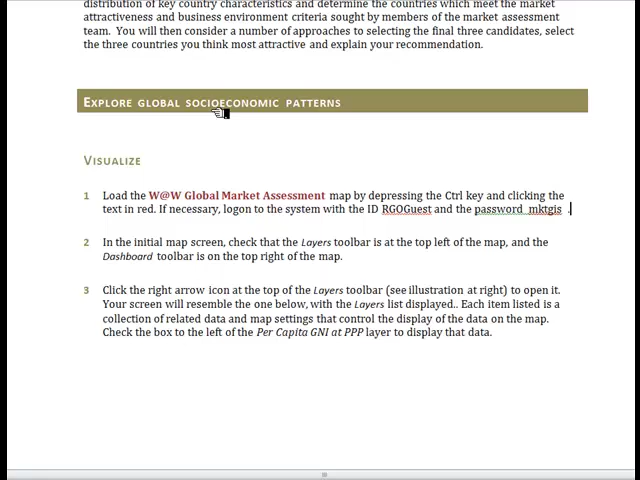 distribution of key country characteristics and determine the countries which meet the market
attractiveness and business environment criteria sought by members of the market assessment
team. You will then consider a number of approaches to selecting the final three candidates, select
the three countries you think most attractive and explain your recommendation.
EXPLORE GLOBAL SOCIOECONOMIC PATTERNS
VISUALIZE
1 Load the W@W Global Market Assessment map by depressing the Ctrl key and clicking the
text in red. If necessary, logon to the system with the ID RGOGuest and the password mktgis .
2 In the initial map screen, check that the Layers toolbar is at the top left of the map, and the
Dashboard toolbar is on the top right of the map.
3 Click the right arrow icon at the top of the Layers toolbar (see illustration at right) to open it.
Your screen will resemble the one below, with the Layers list displayed.. Each item listed is a
collection of related data and map settings that control the display of the data on the map.
Check the box to the left of the Per Capita GNI at PPP layer to display that data.